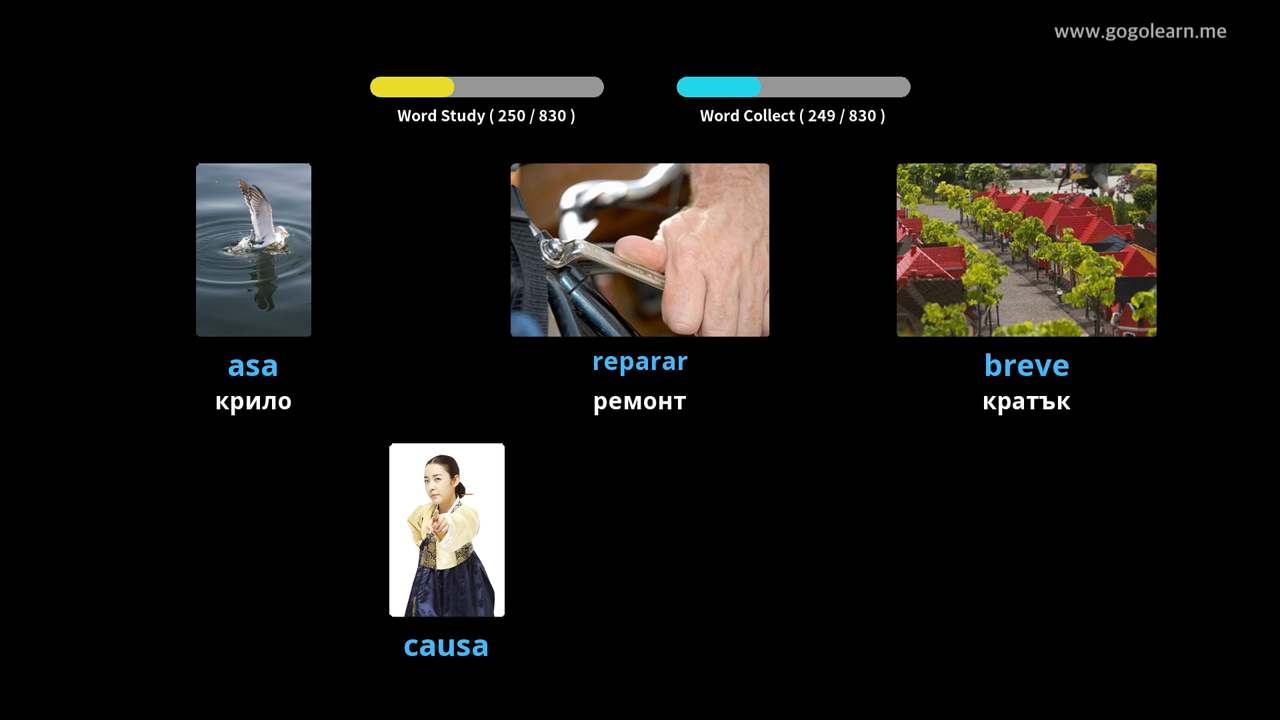 www.gogolearn.me
Word Study ( 250 / 830 )
Word Collect ( 249 / 830 )
asa
крило
reparar
ремонт
breve
кратък
causa